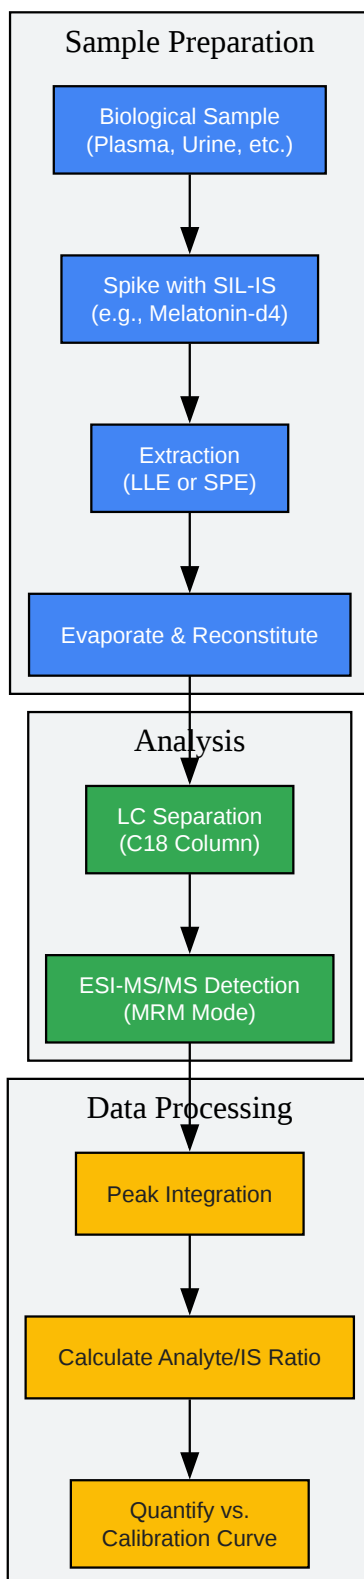 Sample Preparation
Biological Sample
(Plasma, Urine, etc.)
Spike with SIL-IS
(e.g., Melatonin-d4)
Extraction
(LLE or SPE)
Evaporate & Reconstitute
Analysis
LC Separation
(C18 Column)
ESI-MS/MS Detection
(MRM Mode)
Data Processing
Peak Integration
Calculate Analyte/IS Ratio
Quantify vs.
Calibration Curve